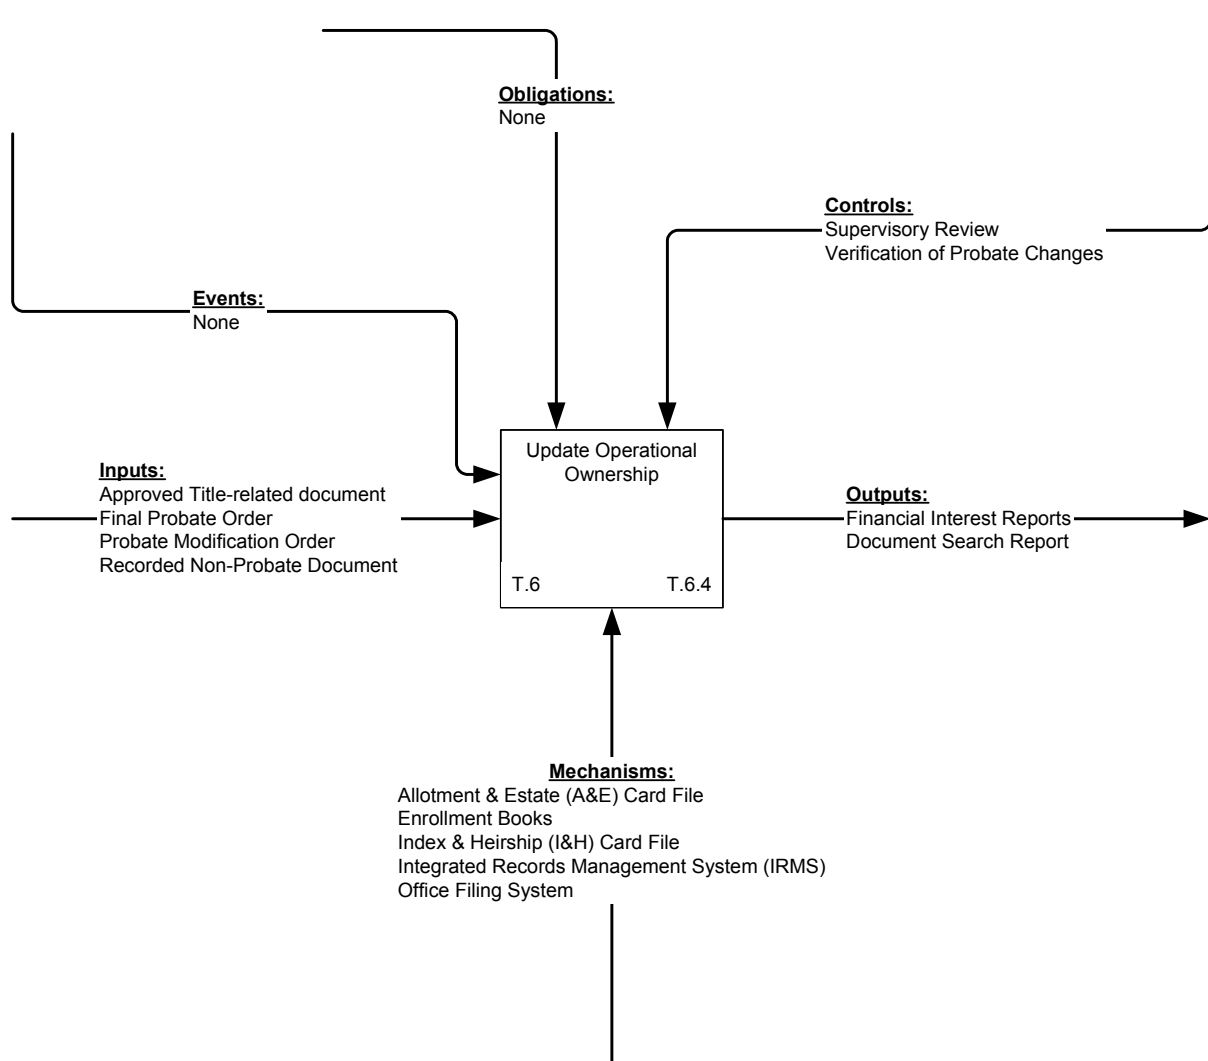 Obligations:
None
Controls:
Supervisory Review
Verification of Probate Changes
Events:
None
Update Operational
Ownership
T.6
T.6.4
Inputs:
Approved Title-related document
Final Probate Order
Probate Modification Order
Recorded Non-Probate Document
Outputs:
Financial Interest Reports
Document Search Report
Mechanisms:
Allotment & Estate (A&E) Card File
Enrollment Books
Index & Heirship (I&H) Card File
Integrated Records Management System (IRMS)
Office Filing System